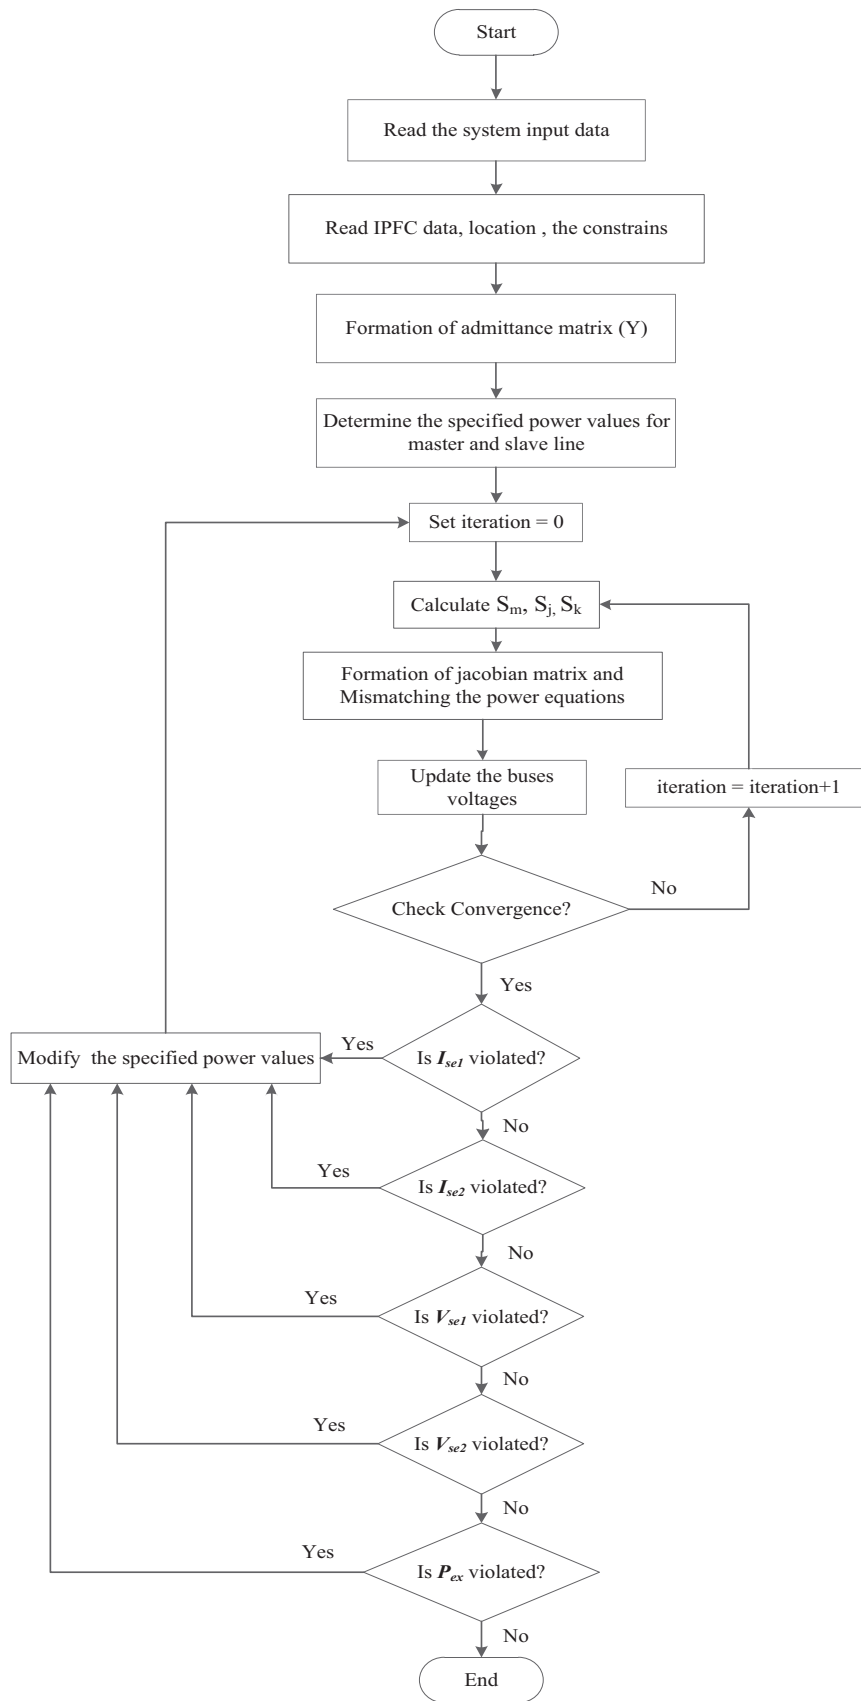 Start
Read the system input data
Read IPFC data, location , the constrains
Formation of admittance matrix (Y)
Determine the specified power values for
master and slave line
Set iteration = 0
Calculate Sm, Sj, Sk
Formation of jacobian matrix and
Mismatching the power equations
Update the buses
voltages
iteration = iteration+1
Check Convergence?
No
Yes
Modify the specified power values
Yes
Is Ise1 violated?
No
Yes
Is Ise2 violated?
No
Yes
Is Vse1 violated?
No
Yes
Is Vse2 violated?
No
Yes
Is Pex violated?
No
End